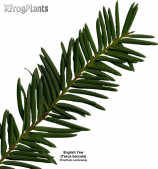 XfrogPlants
English Yew
(Taxus baccata)